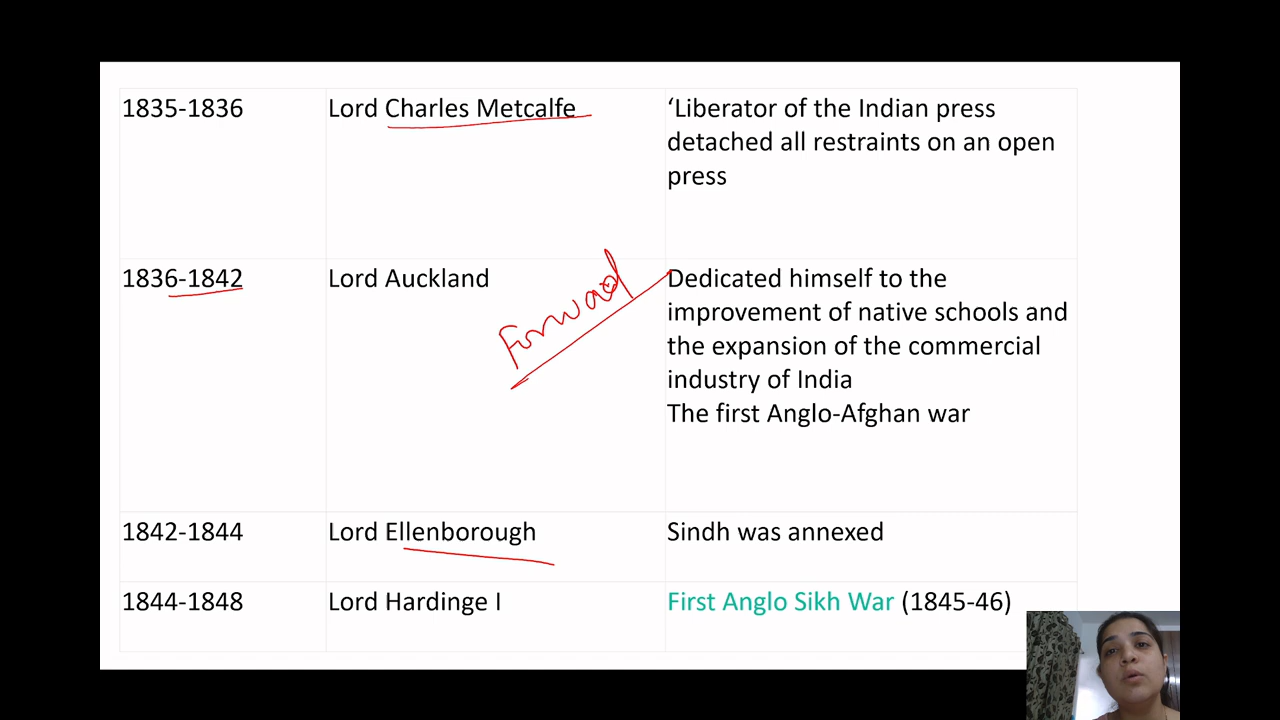 1835-1836
Lord Charles Metcalfe
‘Liberator of the Indian press
detached all restraints on an open
press
1836-1842
Lord Auckland
Forward
Dedicated himself to the
improvement of native schools and
the expansion of the commercial
industry of India
The first Anglo-Afghan war
1842-1844
Lord Ellenborough
Sindh was annexed
1844-1848
Lord Hardinge I
First Anglo Sikh War (1845-46)